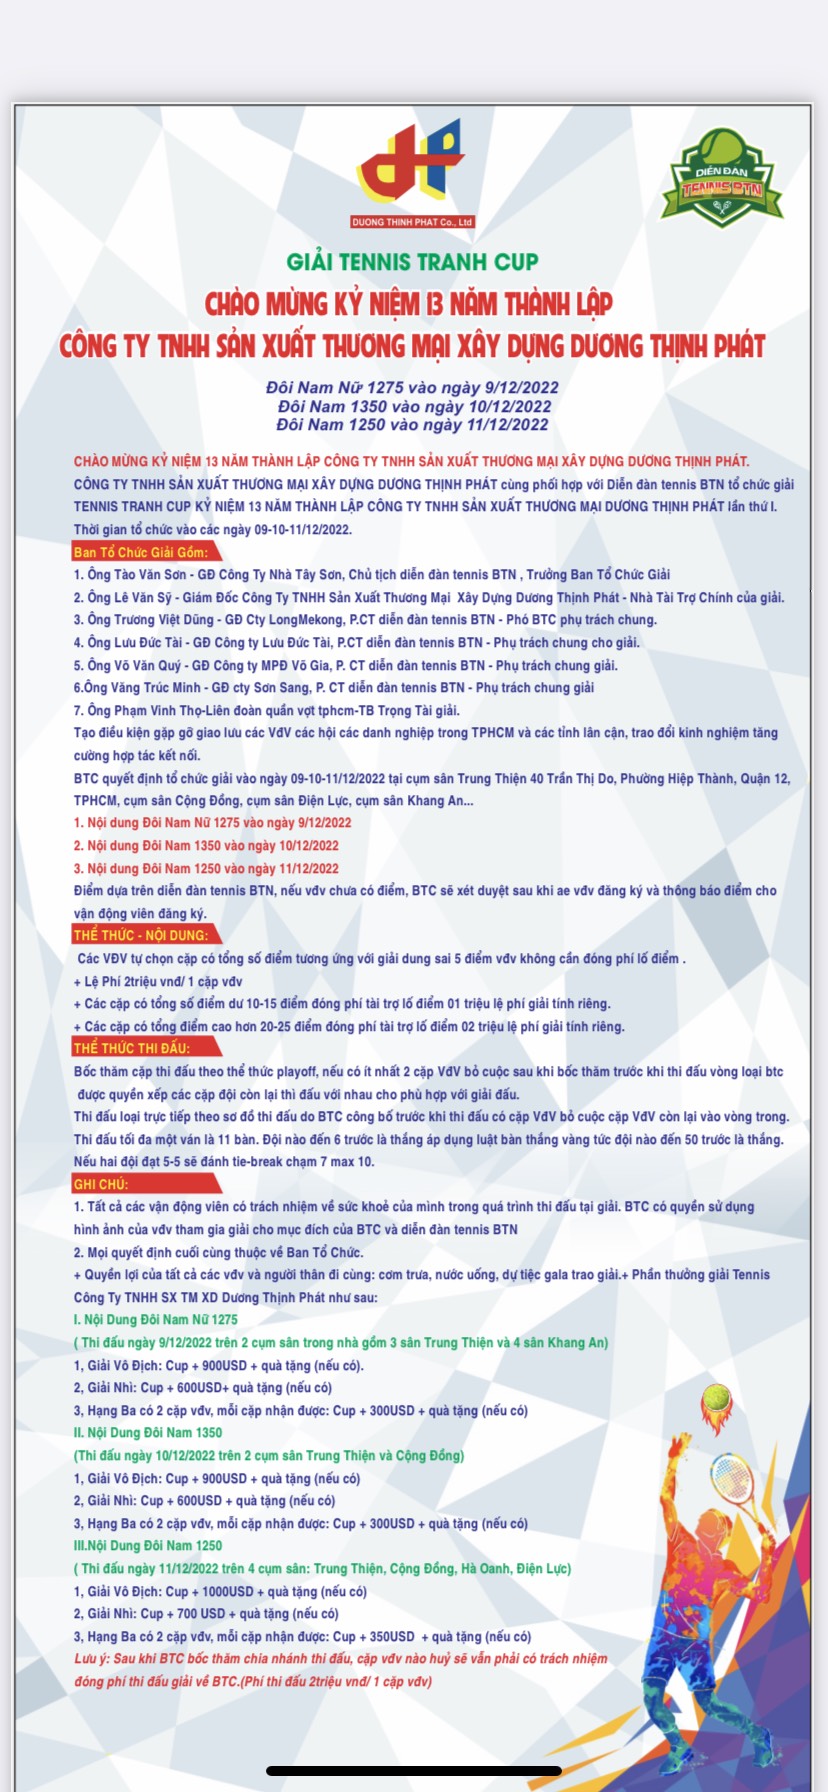 DUONG THINH PHAT Co., Ltd
DIỄN ĐÀN
TENNIS BTN
GIẢI TENNIS TRANH CUP
CHÀO MỪNG KỶ NIỆM 13 NĂM THÀNH LẬP
CÔNG TY TNHH SẢN XUẤT THƯƠNG MẠI XÂY DỰNG DƯƠNG THỊNH PHÁT
Đôi Nam Nữ 1275 vào ngày 9/12/2022
Đôi Nam 1350 vào ngày 10/12/2022
Đôi Nam 1250 vào ngày 11/12/2022
CHÀO MỪNG KỶ NIỆM 13 NĂM THÀNH LẬP CÔNG TY TNHH SẢN XUẤT THƯƠNG MẠI XÂY DỰNG DƯƠNG THỊNH PHÁT.
CÔNG TY TNHH SẢN XUẤT THƯƠNG MẠI XÂY DỰNG DƯƠNG THỊNH PHÁT cùng phối hợp với Diễn đàn tennis BTN tổ chức giải
TENNIS TRANH CUP KỶ NIỆM 13 NĂM THÀNH LẬP CÔNG TY TNHH SẢN XUẤT THƯƠNG MẠI DƯƠNG THỊNH PHÁT lần thứ I.
Thời gian tổ chức vào các ngày 09-10-11/12/2022.
Ban Tổ Chức Giải Gồm:
1. Ông Tào Văn Sơn - GĐ Công Ty Nhà Tây Sơn, Chủ tịch diễn đàn tennis BTN , Trưởng Ban Tổ Chức Giải
2. Ông Lê Văn Sỹ - Giám Đốc Công Ty TNHH Sản Xuất Thương Mại Xây Dựng Dương Thịnh Phát - Nhà Tài Trợ Chính của giải.
3. Ông Trương Việt Dũng - GĐ Cty LongMekong, P.CT diễn đàn tennis BTN - Phó BTC phụ trách chung.
4. Ông Lưu Đức Tài - GĐ Công ty Lưu Đức Tài, P.CT diễn đàn tennis BTN - Phụ trách chung cho giải.
5. Ông Võ Văn Quý - GĐ Công ty MPĐ Võ Gia, P. CT diễn đàn tennis BTN - Phụ trách chung giải.
6.Ông Văng Trúc Minh - GĐ cty Sơn Sang, P. CT diễn đàn tennis BTN - Phụ trách chung giải
7. Ông Phạm Vinh Thọ-Liên đoàn quần vợt tphcm-TB Trọng Tài giải.
Tạo điều kiện gặp gỡ giao lưu các VđV các hội các danh nghiệp trong TPHCM và các tỉnh lân cận, trao đổi kinh nghiệm tăng
cường hợp tác kết nối.
BTC quyết định tổ chức giải vào ngày 09-10-11/12/2022 tại cụm sân Trung Thiện 40 Trần Thị Do, Phường Hiệp Thành, Quận 12,
TPHCM, cụm sân Cộng Đồng, cụm sân Điện Lực, cụm sân Khang An...
1. Nội dung Đôi Nam Nữ 1275 vào ngày 9/12/2022
2. Nội dung Đôi Nam 1350 vào ngày 10/12/2022
3. Nội dung Đôi Nam 1250 vào ngày 11/12/2022
Điểm dựa trên diễn đàn tennis BTN, nếu vđv chưa có điểm, BTC sẽ xét duyệt sau khi ae vđv đăng ký và thông báo điểm cho
vận động viên đăng ký.
THỂ THỨC - NỘI DUNG:
Các VĐV tự chọn cặp có tổng số điểm tương ứng với giải dung sai 5 điểm vđv không cần đóng phí lố điểm .
+ Lệ Phí 2triệu vnđ/ 1 cặp vđv
+ Các cặp có tổng số điểm dư 10-15 điểm đóng phí tài trợ lố điểm 01 triệu lệ phí giải tính riêng.
+ Các cặp có tổng điểm cao hơn 20-25 điểm đóng phí tài trợ lố điểm 02 triệu lệ phí giải tính riêng.
THỂ THỨC THI ĐẤU:
Bốc thăm cặp thi đấu theo thể thức playoff, nếu có ít nhất 2 cặp VđV bỏ cuộc sau khi bốc thăm trước khi thi đấu vòng loại btc
được quyền xếp các cặp đội còn lại thi đấu với nhau cho phù hợp với giải đấu.
Thi đấu loại trực tiếp theo sơ đồ thi đấu do BTC công bố trước khi thi đấu có cặp VđV bỏ cuộc cặp VđV còn lại vào vòng trong.
Thi đấu tối đa một ván là 11 bàn. Đội nào đến 6 trước là thắng áp dụng luật bàn thắng vàng tức đội nào đến 50 trước là thắng.
Nếu hai đội đạt 5-5 sẽ đánh tie-break chạm 7 max 10.
GHI CHÚ:
1. Tất cả các vận động viên có trách nhiệm về sức khoẻ của mình trong quá trình thi đấu tại giải. BTC có quyền sử dụng
hình ảnh của vđv tham gia giải cho mục đích của BTC và diễn đàn tennis BTN
2. Mọi quyết định cuối cùng thuộc về Ban Tổ Chức.
+ Quyền lợi của tất cả các vđv và người thân đi cùng: cơm trưa, nước uống, dự tiệc gala trao giải.+ Phần thưởng giải Tennis
Công Ty TNHH SX TM XD Dương Thịnh Phát như sau:
I. Nội Dung Đôi Nam Nữ 1275
( Thi đấu ngày 9/12/2022 trên 2 cụm sân trong nhà gồm 3 sân Trung Thiện và 4 sân Khang An)
1, Giải Vô Địch: Cup + 900USD + quà tặng (nếu có).
2, Giải Nhì: Cup + 600USD+ quà tặng (nếu có)
3, Hạng Ba có 2 cặp vđv, mỗi cặp nhận được: Cup + 300USD + quà tặng (nếu có)
II. Nội Dung Đôi Nam 1350
(Thi đấu ngày 10/12/2022 trên 2 cụm sân Trung Thiện và Cộng Đồng)
1, Giải Vô Địch: Cup + 900USD + quà tặng (nếu có)
2, Giải Nhì: Cup + 600USD + quà tặng (nếu có)
3, Hạng Ba có 2 cặp vđv, mỗi cặp nhận được: Cup + 300USD + quà tặng (nếu có)
III.Nội Dung Đôi Nam 1250
( Thi đấu ngày 11/12/2022 trên 4 cụm sân: Trung Thiện, Cộng Đồng, Hà Oanh, Điện Lực)
1, Giải Vô Địch: Cup + 1000USD + quà tặng (nếu có)
2, Giải Nhì: Cup + 700 USD + quà tặng (nếu có)
3, Hạng Ba có 2 cặp vđv, mỗi cặp nhận được: Cup + 350USD + quà tặng (nếu có)
Lưu ý: Sau khi BTC bốc thăm chia nhánh thi đấu, cặp vđv nào huỷ sẽ vẫn phải có trách nhiệm
đóng phí thi đấu giải về BTC.(Phí thi đấu 2triệu vnđ/ 1 cặp vđv)